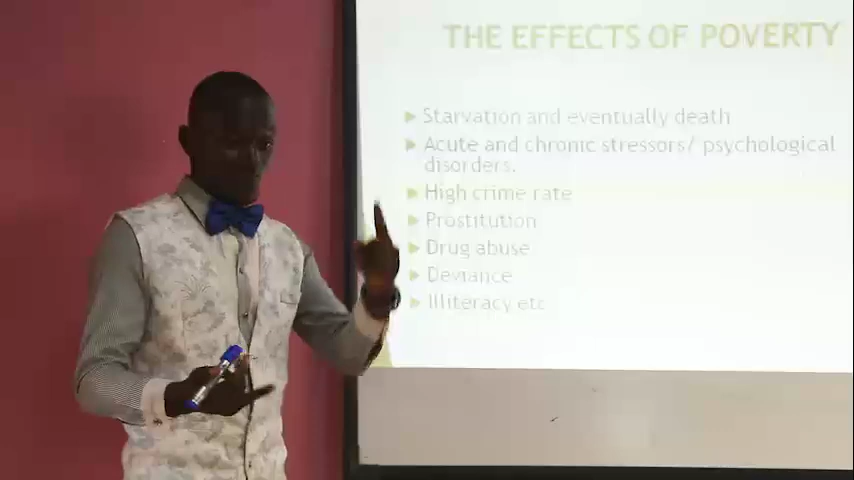 THE EFFECTS OF POVERTY
Starvation and eventually death
Acute and chronic stressors/ psychological
disorders.
High crime rate
Prostitution
Drug abuse
Deviance
Illiteracy etc